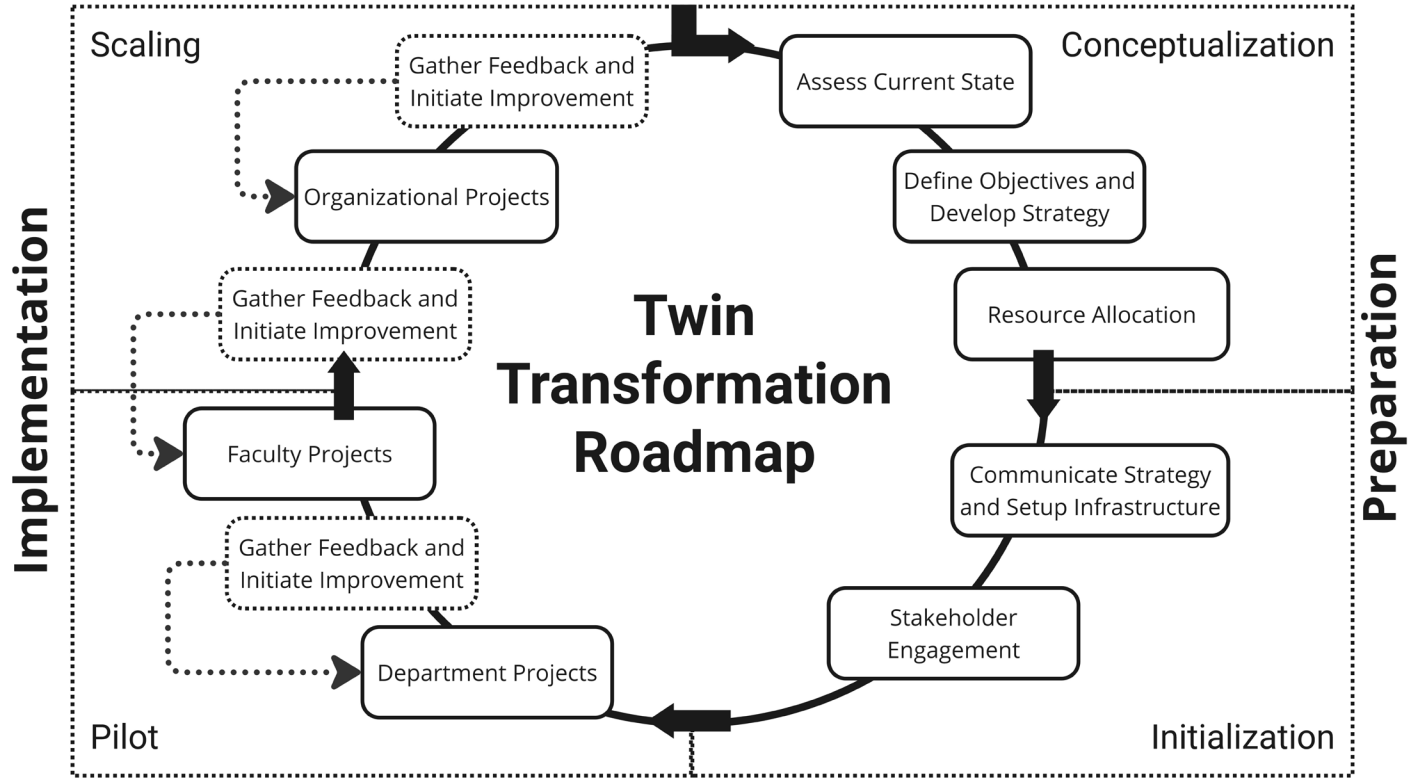 Scaling
Conceptualization
Gather Feedback and
Initiate Improvement
Assess Current State
Organizational Projects
Define Objectives and
Develop Strategy
Gather Feedback and
Initiate Improvement
Resource Allocation
Implementation
Twin
Transformation
Roadmap
Preparation
Faculty Projects
Communicate Strategy
and Setup Infrastructure
Gather Feedback and
Initiate Improvement
Stakeholder
Engagement
Department Projects
Pilot
Initialization